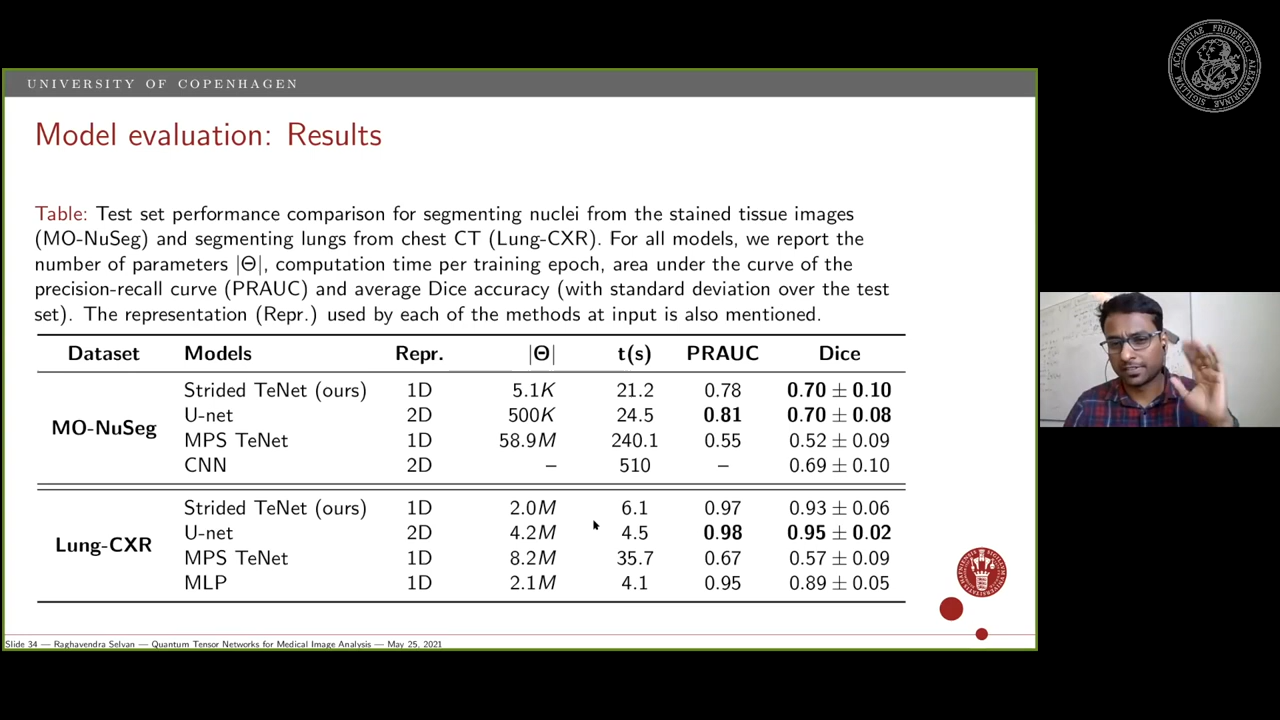 UNIVERSITY OF COPENHAGEN
Model evaluation: Results
Table: Test set performance comparison for segmenting nuclei from the stained tissue images
(MO-NuSeg) and segmenting lungs from chest CT (Lung-CXR). For all models, we report the
number of parameters |Θ|, computation time per training epoch, area under the curve of the
precision-recall curve (PRAUC) and average Dice accuracy (with standard deviation over the test
set). The representation (Repr.) used by each of the methods at input is also mentioned.
Dataset Models Repr. |Θ| t(s) PRAUC Dice
Strided TeNet (ours) 1D 5.1K 21.2 0.78 0.70 ± 0.10
U-net 2D 500K 24.5 0.81 0.70 ± 0.08
MO-NuSeg
MPS TeNet 1D 58.9M 240.1 0.55 0.52 ± 0.09
CNN 2D – 510 – 0.69 ± 0.10
Strided TeNet (ours) 1D 2.0M 6.1 0.97 0.93 ± 0.06
U-net 2D 4.2M 4.5 0.98 0.95 ± 0.02
Lung-CXR
MPS TeNet 1D 8.2M 35.7 0.67 0.57 ± 0.09
MLP 1D 2.1M 4.1 0.95 0.89 ± 0.05
Slide 34 — Raghavendra Selvan — Quantum Tensor Networks for Medical Image Analysis — May 25, 2021
ACADEMIAE FRIDERICO ALEXANDRINAE SIGILLVM